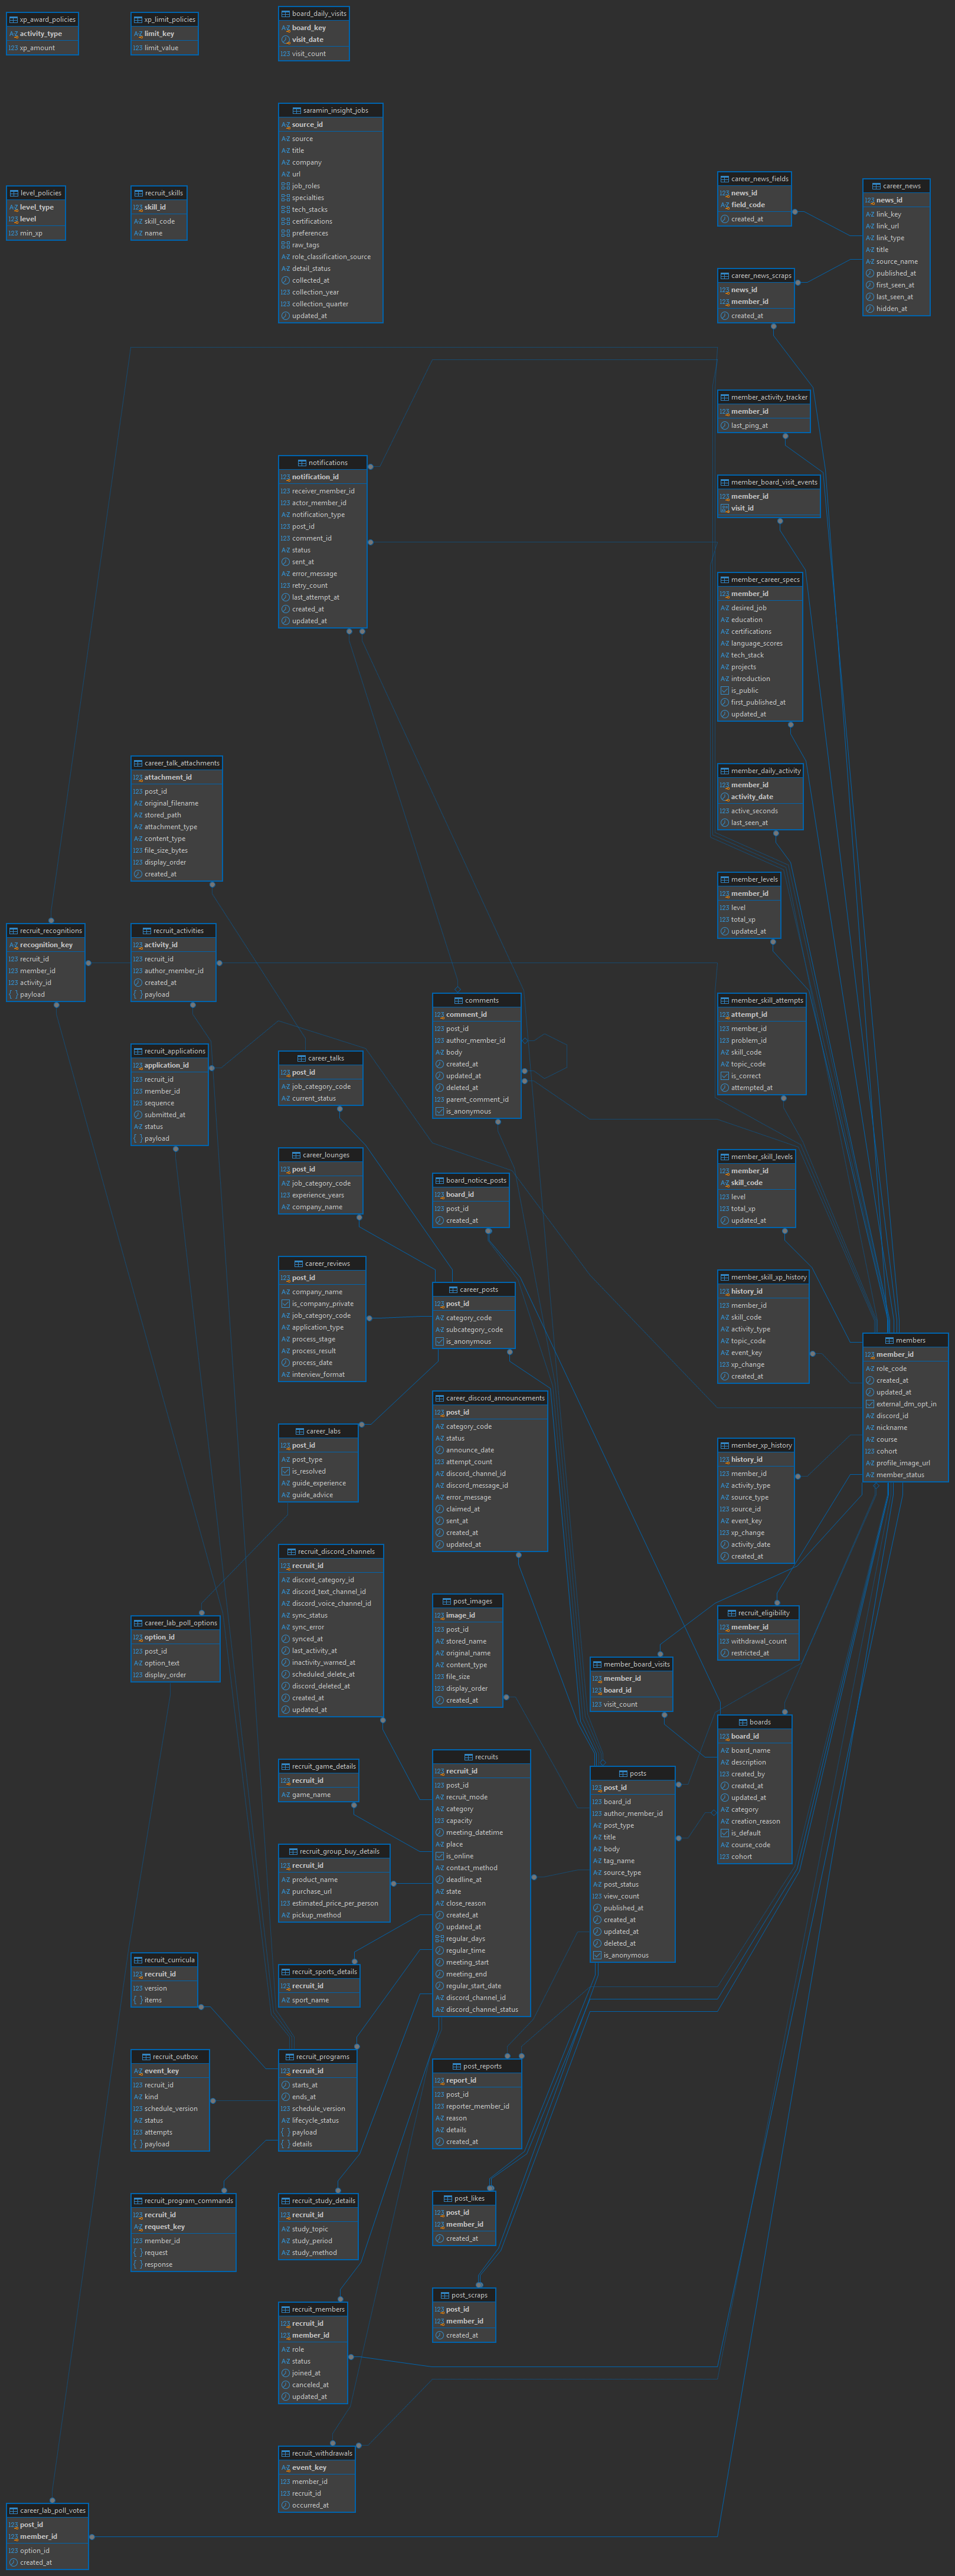 xp_award_policies
activity_type
xp_amount
xp_limit_policies
limit_key
limit_value
board_daily_visits
board_key
visit_date
visit_count
saramin_insight_jobs
source_id
source
title
company
url
job_roles
specialties
tech_stacks
certifications
preferences
raw_tags
role_classification_source
detail_status
collected_at
collection_year
collection_quarter
updated_at
level_policies
level_type
level
min_xp
recruit_skills
skill_id
skill_code
name
career_news_fields
news_id
field_code
created_at
career_news
news_id
link_key
link_url
link_type
title
source_name
published_at
first_seen_at
last_seen_at
hidden_at
career_news_scraps
news_id
member_id
created_at
member_activity_tracker
member_id
last_ping_at
notifications
notification_id
receiver_member_id
actor_member_id
notification_type
post_id
comment_id
status
sent_at
error_message
retry_count
last_attempt_at
created_at
updated_at
member_board_visit_events
member_id
visit_id
member_career_specs
member_id
desired_job
education
certifications
language_scores
tech_stack
projects
introduction
is_public
first_published_at
updated_at
career_talk_attachments
attachment_id
post_id
original_filename
stored_path
attachment_type
content_type
file_size_bytes
display_order
created_at
member_daily_activity
member_id
activity_date
active_seconds
last_seen_at
member_levels
member_id
level
total_xp
updated_at
recruit_recognitions
recognition_key
recruit_id
member_id
activity_id
payload
recruit_activities
activity_id
recruit_id
author_member_id
created_at
payload
comments
comment_id
post_id
author_member_id
body
created_at
updated_at
deleted_at
parent_comment_id
is_anonymous
member_skill_attempts
attempt_id
member_id
problem_id
skill_code
topic_code
is_correct
attempted_at
recruit_applications
application_id
recruit_id
member_id
sequence
submitted_at
status
payload
career_talks
post_id
job_category_code
current_status
career_lounges
post_id
job_category_code
experience_years
company_name
board_notice_posts
board_id
post_id
created_at
member_skill_levels
member_id
skill_code
level
total_xp
updated_at
career_reviews
post_id
company_name
is_company_private
job_category_code
application_type
process_stage
process_result
process_date
interview_format
career_posts
post_id
category_code
subcategory_code
is_anonymous
member_skill_xp_history
history_id
member_id
skill_code
activity_type
topic_code
event_key
xp_change
created_at
members
member_id
role_code
created_at
updated_at
external_dm_opt_in
discord_id
nickname
course
cohort
profile_image_url
member_status
career_labs
post_id
post_type
is_resolved
guide_experience
guide_advice
career_discord_announcements
post_id
category_code
status
announce_date
attempt_count
discord_channel_id
discord_message_id
error_message
claimed_at
sent_at
created_at
updated_at
member_xp_history
history_id
member_id
activity_type
source_type
source_id
event_key
xp_change
activity_date
created_at
recruit_discord_channels
recruit_id
discord_category_id
discord_text_channel_id
discord_voice_channel_id
sync_status
sync_error
synced_at
last_activity_at
inactivity_warned_at
scheduled_delete_at
discord_deleted_at
created_at
updated_at
career_lab_poll_options
option_id
post_id
option_text
display_order
post_images
image_id
post_id
stored_name
original_name
content_type
file_size
display_order
created_at
recruit_eligibility
member_id
withdrawal_count
restricted_at
member_board_visits
member_id
board_id
visit_count
boards
board_id
board_name
description
created_by
created_at
updated_at
category
creation_reason
is_default
course_code
cohort
recruit_game_details
recruit_id
game_name
recruits
recruit_id
post_id
recruit_mode
category
capacity
meeting_datetime
place
is_online
contact_method
deadline_at
state
close_reason
created_at
updated_at
regular_days
regular_time
meeting_start
meeting_end
regular_start_date
discord_channel_id
discord_channel_status
posts
post_id
board_id
author_member_id
post_type
title
body
tag_name
source_type
post_status
view_count
published_at
created_at
updated_at
deleted_at
is_anonymous
recruit_group_buy_details
recruit_id
product_name
purchase_url
estimated_price_per_person
pickup_method
recruit_curricula
recruit_id
version
items
recruit_sports_details
recruit_id
sport_name
recruit_outbox
event_key
recruit_id
kind
schedule_version
status
attempts
payload
recruit_programs
recruit_id
starts_at
ends_at
schedule_version
lifecycle_status
payload
details
post_reports
report_id
post_id
reporter_member_id
reason
details
created_at
recruit_program_commands
recruit_id
request_key
member_id
request
response
recruit_study_details
recruit_id
study_topic
study_period
study_method
post_likes
post_id
member_id
created_at
post_scraps
post_id
member_id
created_at
recruit_members
recruit_id
member_id
role
status
joined_at
canceled_at
updated_at
recruit_withdrawals
event_key
member_id
recruit_id
occurred_at
career_lab_poll_votes
post_id
member_id
option_id
created_at